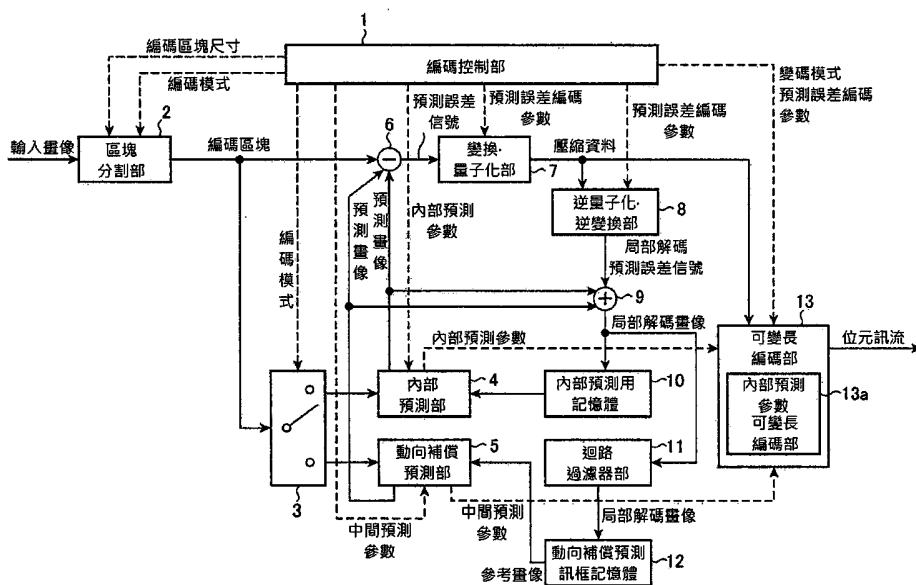 1
編碼區塊尺寸
編碼控制部
編碼模式
2
區塊
分割部
輸入畫像
編碼區塊
6
預測誤差
信號
預測誤差編碼
參數
預測誤差編碼
參數
變碼模式
預測誤差編碼
參數
變換·
量子化部
7
壓縮資料
預測畫像
預測畫像
內部預測
參數
逆量子化·
逆變換部
8
局部解碼
預測誤差信號
編碼模式
9
局部解碼畫像
13
可變長
編碼部
位元訊流
內部預測
參數
可變長
編碼部
13a
內部預測參數
3
內部
預測部
4
內部預測用
記憶體
10
動向補償
預測部
5
迴路
過濾器部
11
中間預測
參數
中間預測
參數
局部解碼畫像
參考畫像
動向補償預測
訊框記憶體
12